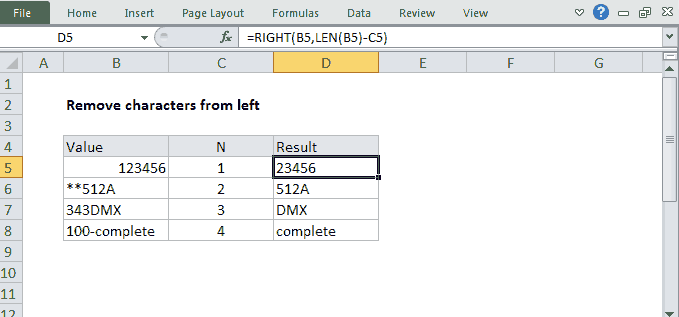 File Home Insert Page Layout Formulas Data Review View ?
D5 fx =RIGHT(B5,LEN(B5)-C5)
A B C D E F G
1
2 Remove characters from left
3
4 Value N Result
5 123456 1 23456
6 **512A 2 512A
7 343DMX 3 DMX
8 100-complete 4 complete
9
10
11
12